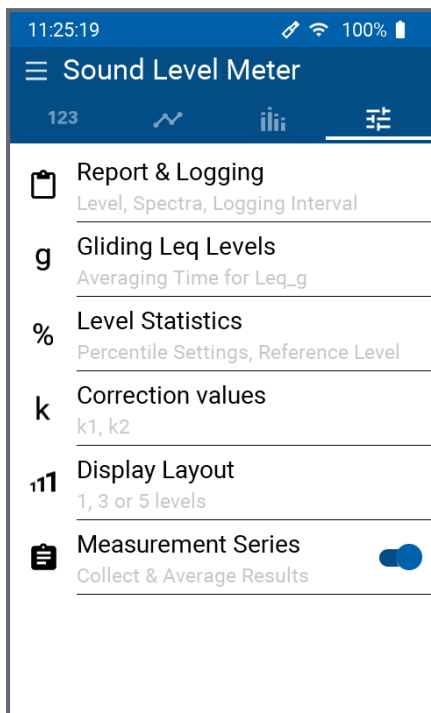 11:25:19 100%
Sound Level Meter
123
Report & Logging
Level, Spectra, Logging Interval
g Gliding Leq Levels
Averaging Time for Leq_g
% Level Statistics
Percentile Settings, Reference Level
k Correction values
k1, k2
111 Display Layout
1, 3 or 5 levels
Measurement Series
Collect & Average Results